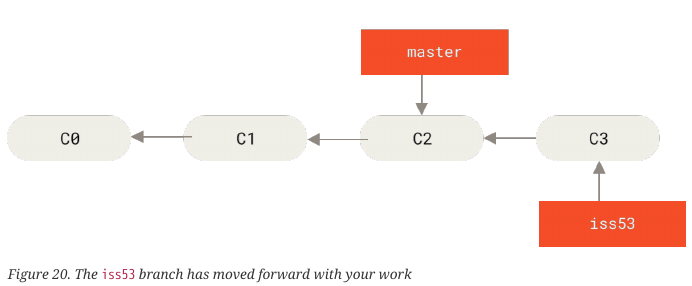 master
C0 C1 C2 C3
iss53
Figure 20. The iss53 branch has moved forward with your work